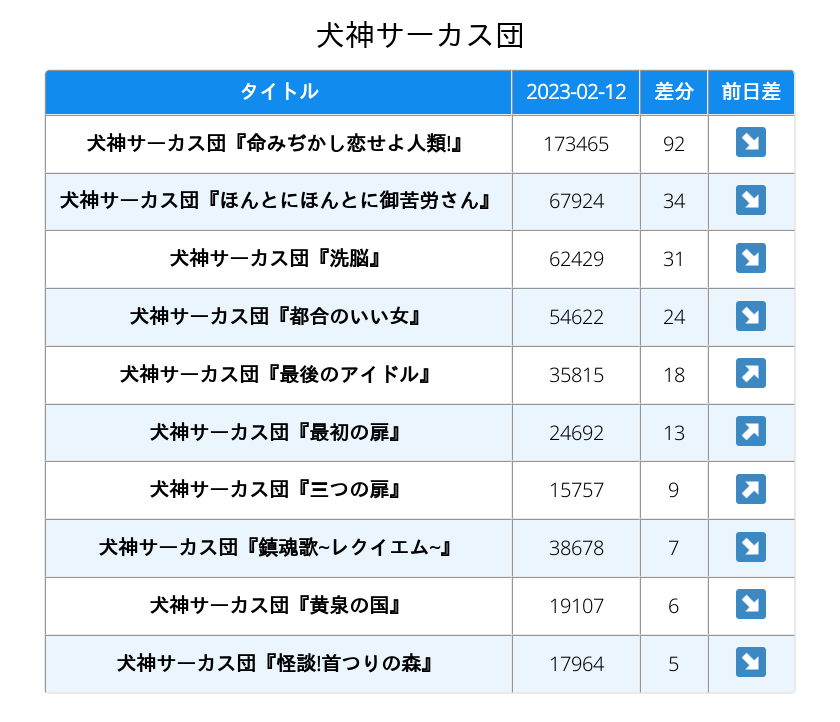 犬神サーカス団
タイトル 2023-02-12 差分 前日差
犬神サーカス団『命みぢかし恋せよ人類!』 173465 92 ↘
犬神サーカス団『ほんとにほんとに御苦労さん』 67924 34 ↘
犬神サーカス団『洗脳』 62429 31 ↘
犬神サーカス団『都合のいい女』 54622 24 ↘
犬神サーカス団『最後のアイドル』 35815 18 ↗
犬神サーカス団『最初の扉』 24692 13 ↗
犬神サーカス団『三つの扉』 15757 9 ↗
犬神サーカス団『鎮魂歌~レクイエム~』 38678 7 ↘
犬神サーカス団『黄泉の国』 19107 6 ↘
犬神サーカス団『怪談!首つりの森』 17964 5 ↘